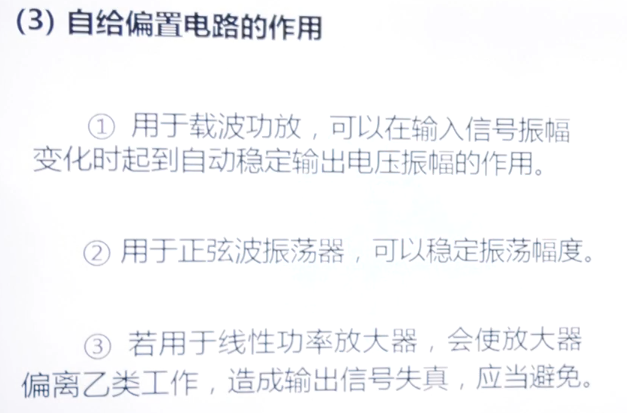 (3) 自给偏置电路的作用
① 用于载波功放，可以在输入信号振幅
变化时起到自动稳定输出电压振幅的作用。
② 用于正弦波振荡器，可以稳定振荡幅度。
③ 若用于线性功率放大器，会使放大器
偏离乙类工作，造成输出信号失真，应当避免。